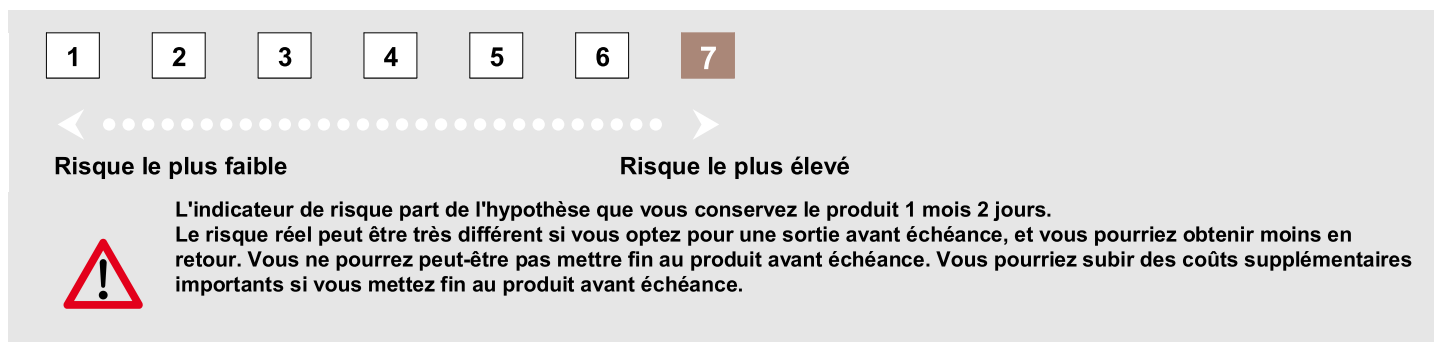 1 2 3 4 5 6 7
Risque le plus faible Risque le plus élevé
L'indicateur de risque part de l'hypothèse que vous conservez le produit 1 mois 2 jours.
Le risque réel peut être très différent si vous optez pour une sortie avant échéance, et vous pourriez obtenir moins en
retour. Vous ne pourrez peut-être pas mettre fin au produit avant échéance. Vous pourriez subir des coûts supplémentaires
importants si vous mettez fin au produit avant échéance.